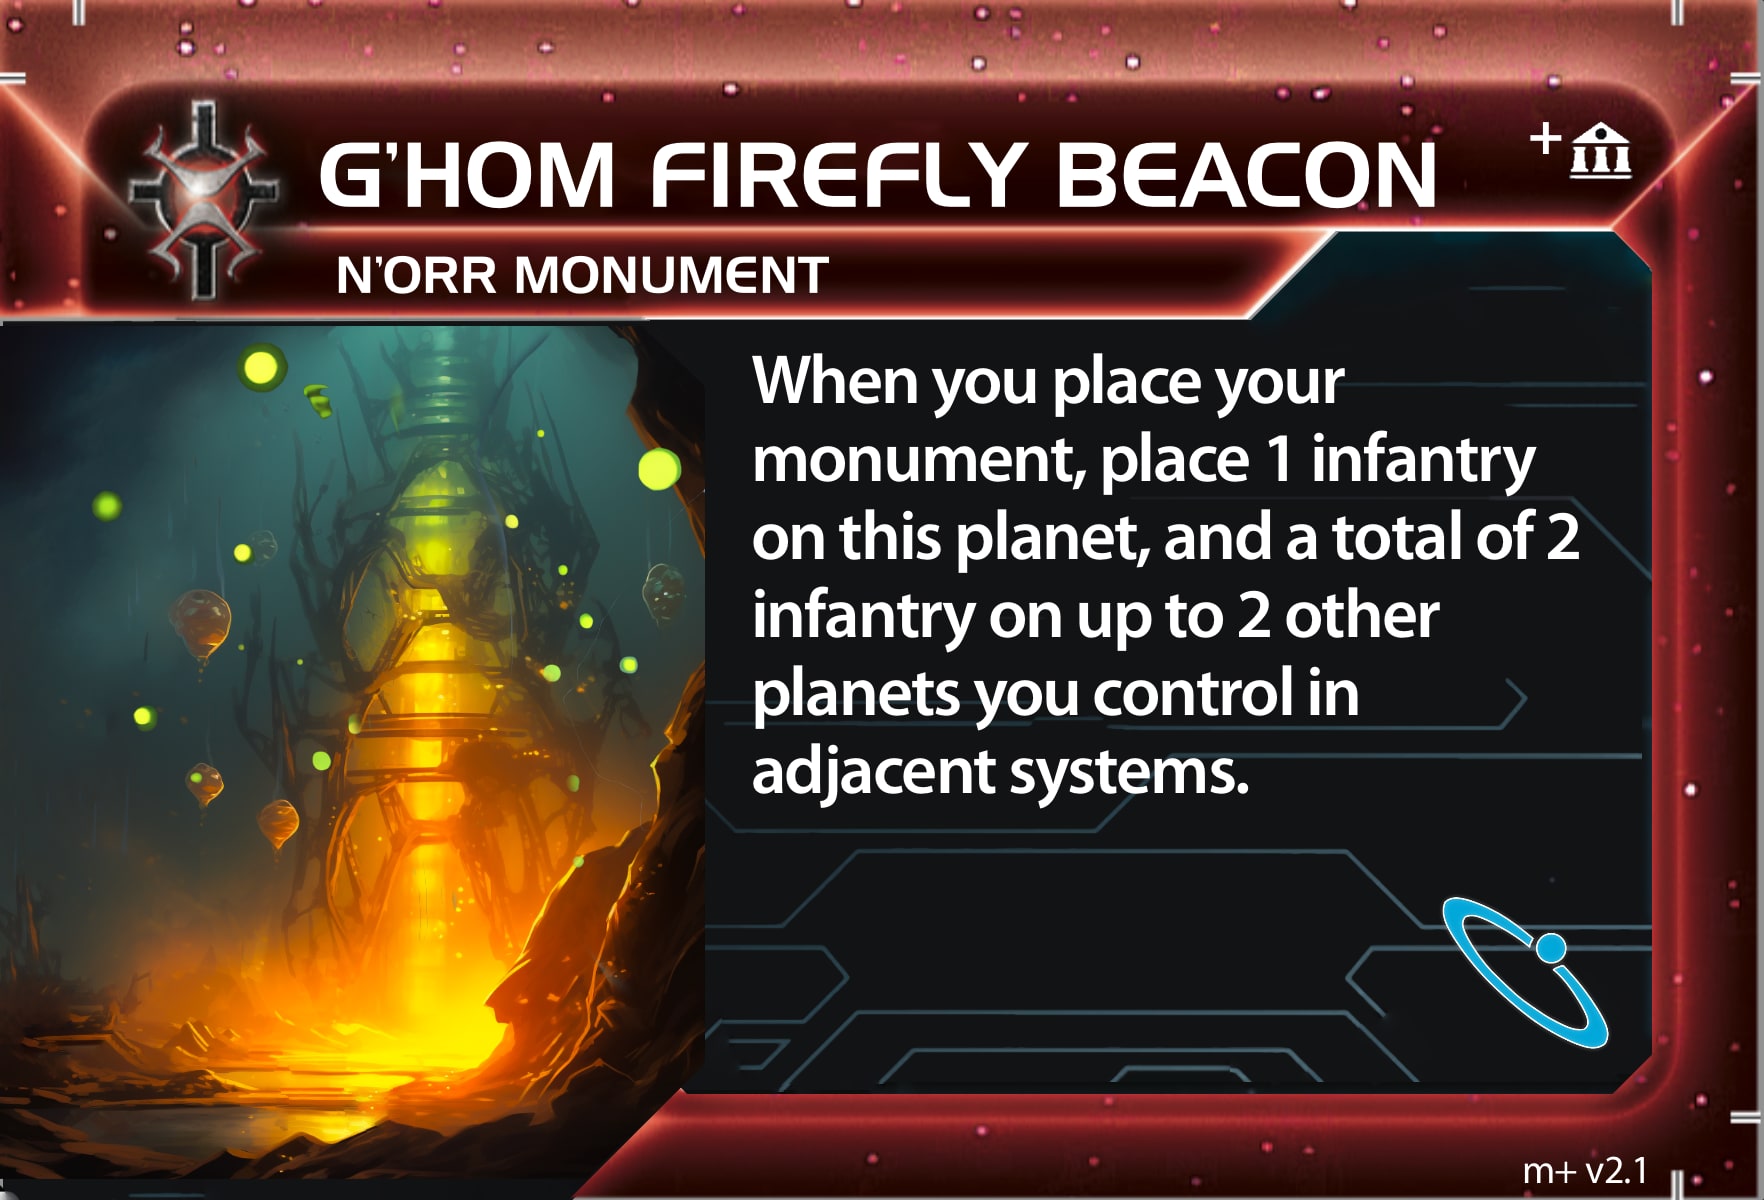 G'HOM FIREFLY BEACON
+
N'ORR MONUMENT
When you place your
monument, place 1 infantry
on this planet, and a total of 2
infantry on up to 2 other
planets you control in
adjacent systems.
m+ v2.1